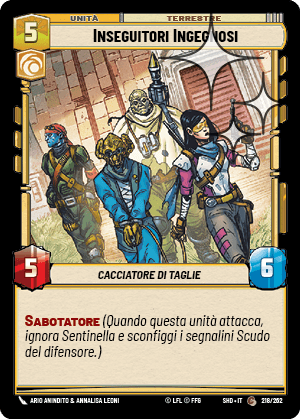 5
UNITÀ
TERRESTRE
INSEGUITORI INGEGNOSI
5
CACCIATORE DI TAGLIE
6
SABOTATORE (Quando questa unità attacca,
ignora Sentinella e sconfiggi i segnalini Scudo
del difensore.)
ARIO ANINDITO & ANNALISA LEONI
© LFL © FFG
SHD • IT
218/262